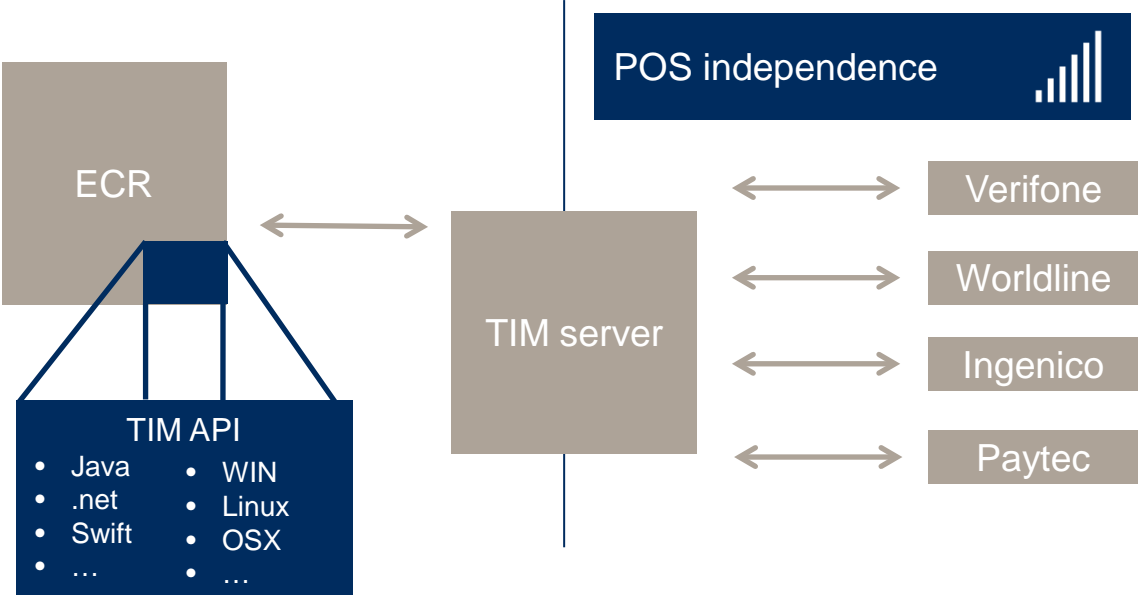 POS independence
ECR
Verifone
Worldline
TIM server
Ingenico
Paytec
TIM API
• Java
• .net
• Swift
• …
• WIN
• Linux
• OSX
• …